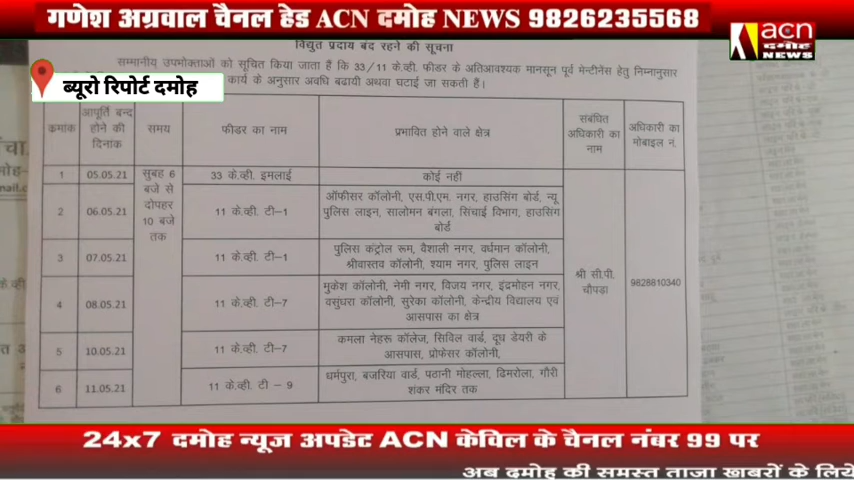 गणेश अग्रवाल चैनल हेड ACN दमोह NEWS 9826235568
acn
दमोह
NEWS
विद्युत प्रदाय बंद रहने की सूचना
सम्मानीय उपभोक्ताओं को सूचित किया जाता हैं कि 33/11 के.व्ही. फीडर के अतिआवश्यक मानसून पूर्व मेन्टीनेंस हेतु निम्नानुसार
कार्य के अनुसार अवधि बढायी अथवा घटाई जा सकती हैं।
ब्यूरो रिपोर्ट दमोह
क्रमांक आपूर्ति बन्द होने की दिनांक समय फीडर का नाम प्रभावित होने वाले क्षेत्र संबंधित अधिकारी का नाम अधिकारी का मोबाइल नं.
1 05.05.21 सुबह 6 बजे से दोपहर 10 बजे तक 33 के.व्ही. इमलाई कोई नही
2 06.05.21 11 के.व्ही. टी-1 ऑफीसर कॉलोनी, एस.पी.एम. नगर, हाउसिंग बोर्ड, न्यू
पुलिस लाइन, सालोमन बंगला, सिंचाई विभाग, हाउसिंग
बोर्ड
3 07.05.21 11 के.व्ही. टी-1 पुलिस कंट्रोल रूम, वैशाली नगर, वर्धमान कॉलोनी,
श्रीवास्तव कॉलोनी, श्याम नगर, पुलिस लाइन
श्री सी.पी. चौपड़ा 9828810340
4 08.05.21 11 के.व्ही. टी-7 मुकेश कॉलोनी, नेमी नगर, विजय नगर, इंद्रमोहन नगर,
वसुंधरा कॉलोनी, सुरेका कॉलोनी, केन्द्रीय विद्यालय एवं
आसपास का क्षेत्र
5 10.05.21 11 के.व्ही. टी-7 कमला नेहरू कॉलेज, सिविल वार्ड, दूध डेयरी के
आसपास, प्रोफेसर कॉलोनी,
6 11.05.21 11 के.व्ही. टी - 9 धर्मपुरा, बजरिया वार्ड, पठानी मोहल्ला, ढिमरोला, गौरी
शंकर मंदिर तक
24x7 दमोह न्यूज अपडेट ACN केविल के चैनल नंबर 99 पर
अब दमोह की समस्त ताजा खाबरों के लिये